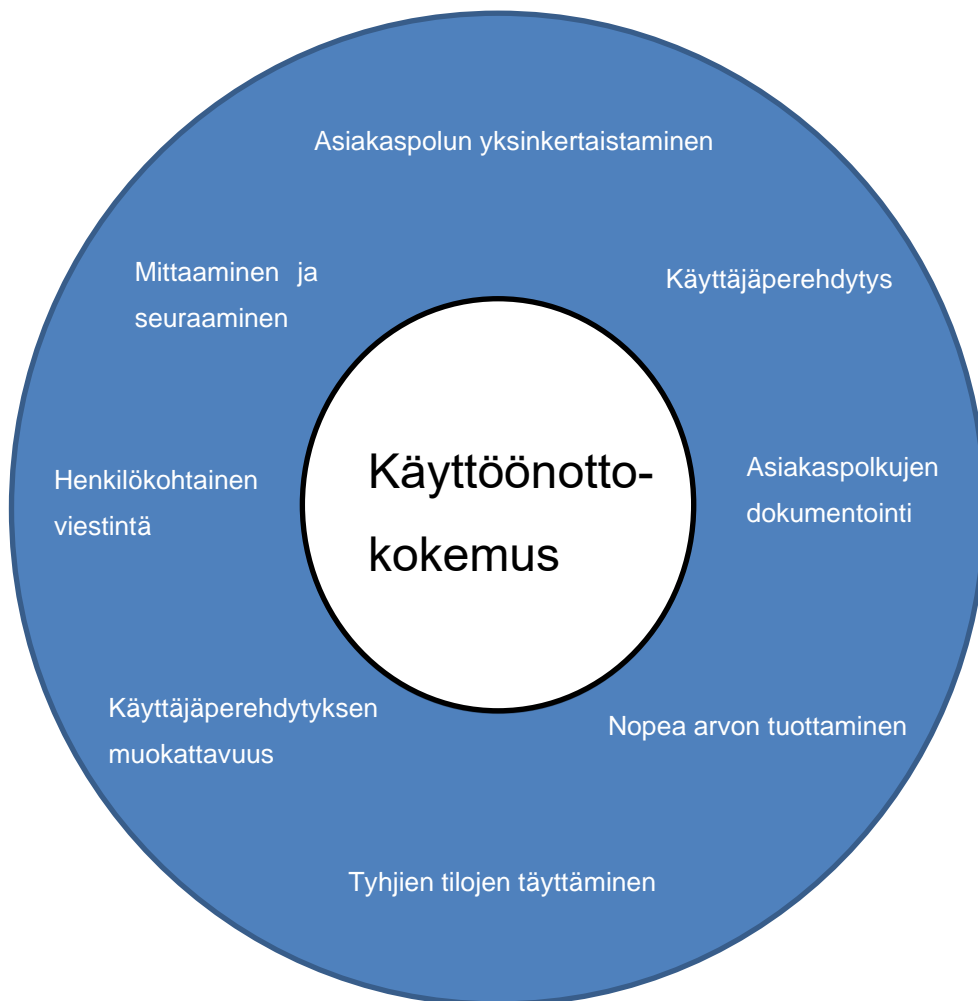 Asiakaspolun yksinkertaistaminen
Mittaaminen ja
seuraaminen
Käyttäjäperehdytys
Käyttöönotto-
kokemus
Henkilökohtainen
viestintä
Asiakaspolkujen
dokumentointi
Käyttäjäperehdytyksen
muokattavuus
Nopea arvon tuottaminen
Tyhjien tilojen täyttäminen